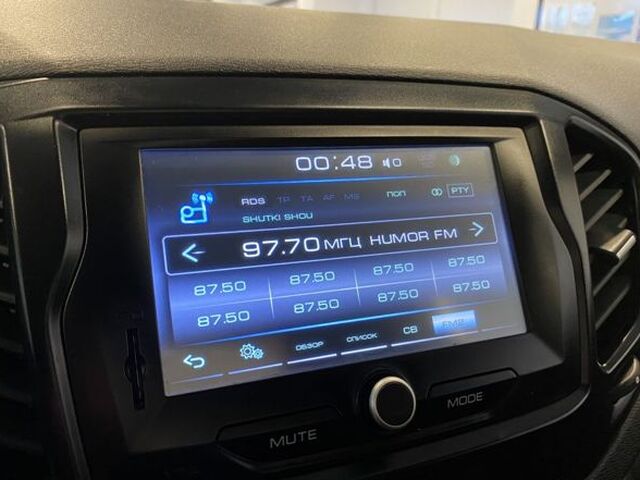 00:48 0
RDS TP TA AF MS ПОП PTY
SHUTKI SHOU
97.70 МГЦ HUMOR FM
87.50 87.50 87.50 87.50
87.50 87.50 87.50 87.50
ОБЗОР СПИСОК СВ
MUTE MODE